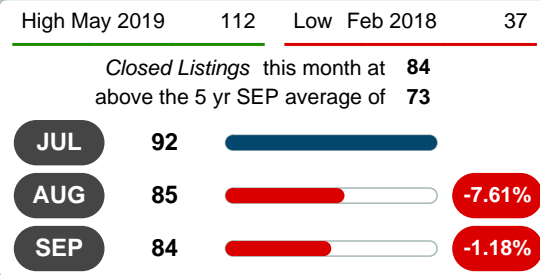 High May 2019 112 Low Feb 2018 37
Closed Listings this month at 84
above the 5 yr SEP average of 73
JUL 92
AUG 85 -7.61%
SEP 84 -1.18%